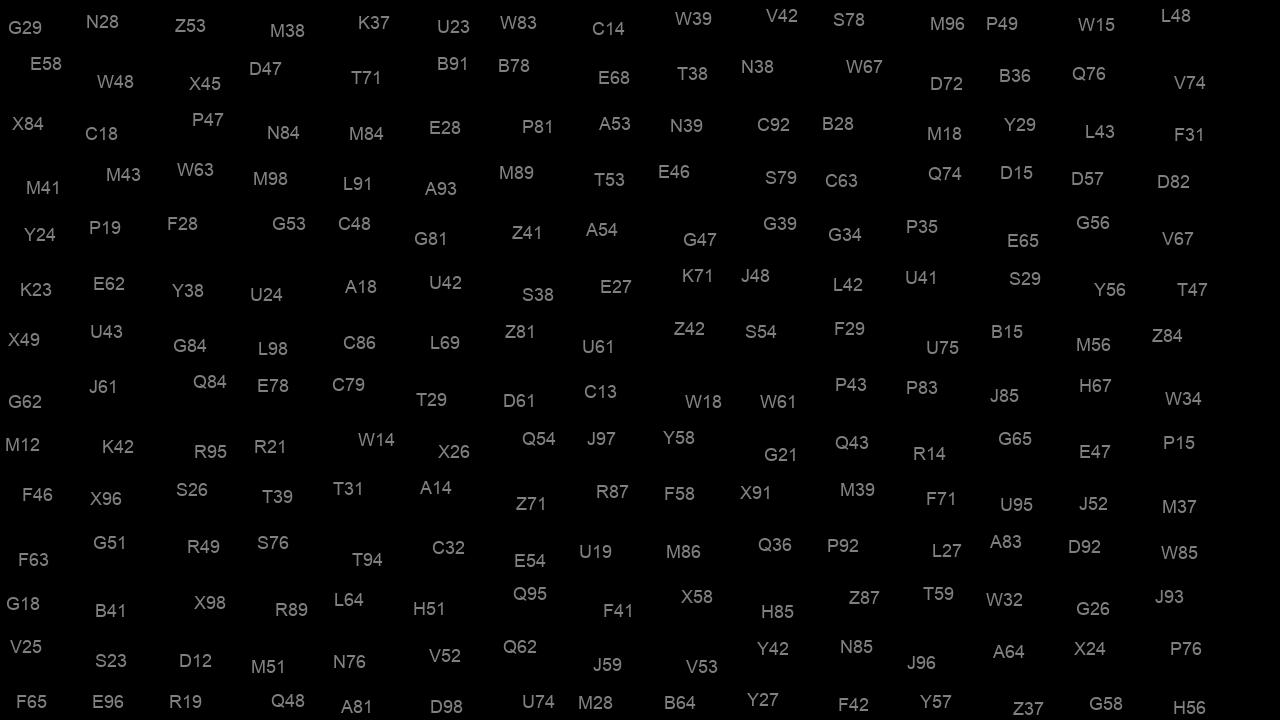 G29 N28 Z53 M38 K37 U23 W83 C14 W39 V42 S78 M96 P49 W15 L48
E58 W48 X45 D47 T71 B91 B78 E68 T38 N38 W67 D72 B36 Q76 V74
X84 C18 P47 N84 M84 E28 P81 A53 N39 C92 B28 M18 Y29 L43 F31
M41 M43 W63 M98 L91 A93 M89 T53 E46 S79 C63 Q74 D15 D57 D82
Y24 P19 F28 G53 C48 G81 Z41 A54 G47 G39 G34 P35 E65 G56 V67
K23 E62 Y38 U24 A18 U42 S38 E27 K71 J48 L42 U41 S29 Y56 T47
X49 U43 G84 L98 C86 L69 Z81 U61 Z42 S54 F29 U75 B15 M56 Z84
G62 J61 Q84 E78 C79 T29 D61 C13 W18 W61 P43 P83 J85 H67 W34
M12 K42 R95 R21 W14 X26 Q54 J97 Y58 G21 Q43 R14 G65 E47 P15
F46 X96 S26 T39 T31 A14 Z71 R87 F58 X91 M39 F71 U95 J52 M37
F63 G51 R49 S76 T94 C32 E54 U19 M86 Q36 P92 L27 A83 D92 W85
G18 B41 X98 R89 L64 H51 Q95 F41 X58 H85 Z87 T59 W32 G26 J93
V25 S23 D12 M51 N76 V52 Q62 J59 V53 Y42 N85 J96 A64 X24 P76
F65 E96 R19 Q48 A81 D98 U74 M28 B64 Y27 F42 Y57 Z37 G58 H56